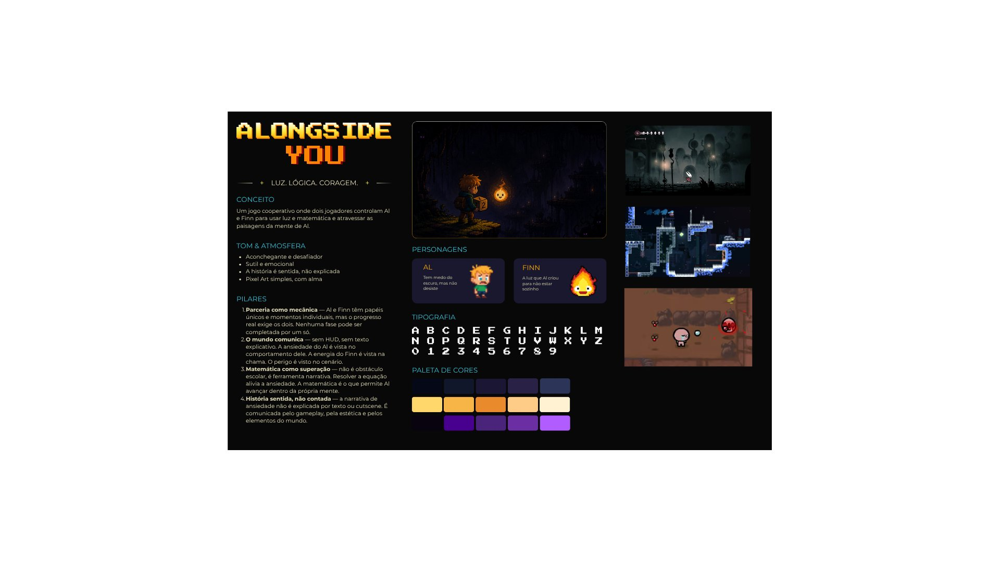 ALONGSIDE
YOU
+ LUZ. LÓGICA. CORAGEM. +
CONCEITO
Um jogo cooperativo onde dois jogadores controlam Al
e Finn para usar luz e matemática e atravessar as
paisagens da mente de Al.
TOM & ATMOSFERA
• Aconchegante e desafiador
• Sutil e emocional
• A história é sentida, não explicada
• Pixel Art simples, com alma
PILARES
1. Parceria como mecânica — Al e Finn têm papéis
únicos e momentos individuais, mas o progresso
real exige os dois. Nenhuma fase pode ser
completada por um só.
2. O mundo comunica — sem HUD, sem texto
explicativo. A ansiedade do Al é vista no
comportamento dele. A energia do Finn é vista na
chama. O perigo é visto no cenário.
3. Matemática como superação — não é obstáculo
escolar, é ferramenta narrativa. Resolver a equação
alivia a ansiedade. A matemática é o que permite Al
avançar dentro da própria mente.
4. História sentida, não contada — a narrativa de
ansiedade não é explicada por texto ou cutscene. É
comunicada pelo gameplay, pela estética e pelos
elementos do mundo.
1
2
PERSONAGENS
AL
Tem medo do
escuro, mas não
desiste
FINN
A luz que Al criou
para não estar
sozinho
TIPOGRAFIA
A B C D E F G H I J K L M
N O P Q R S T U V W X Y Z
0 1 2 3 4 5 6 7 8 9
PALETA DE CORES